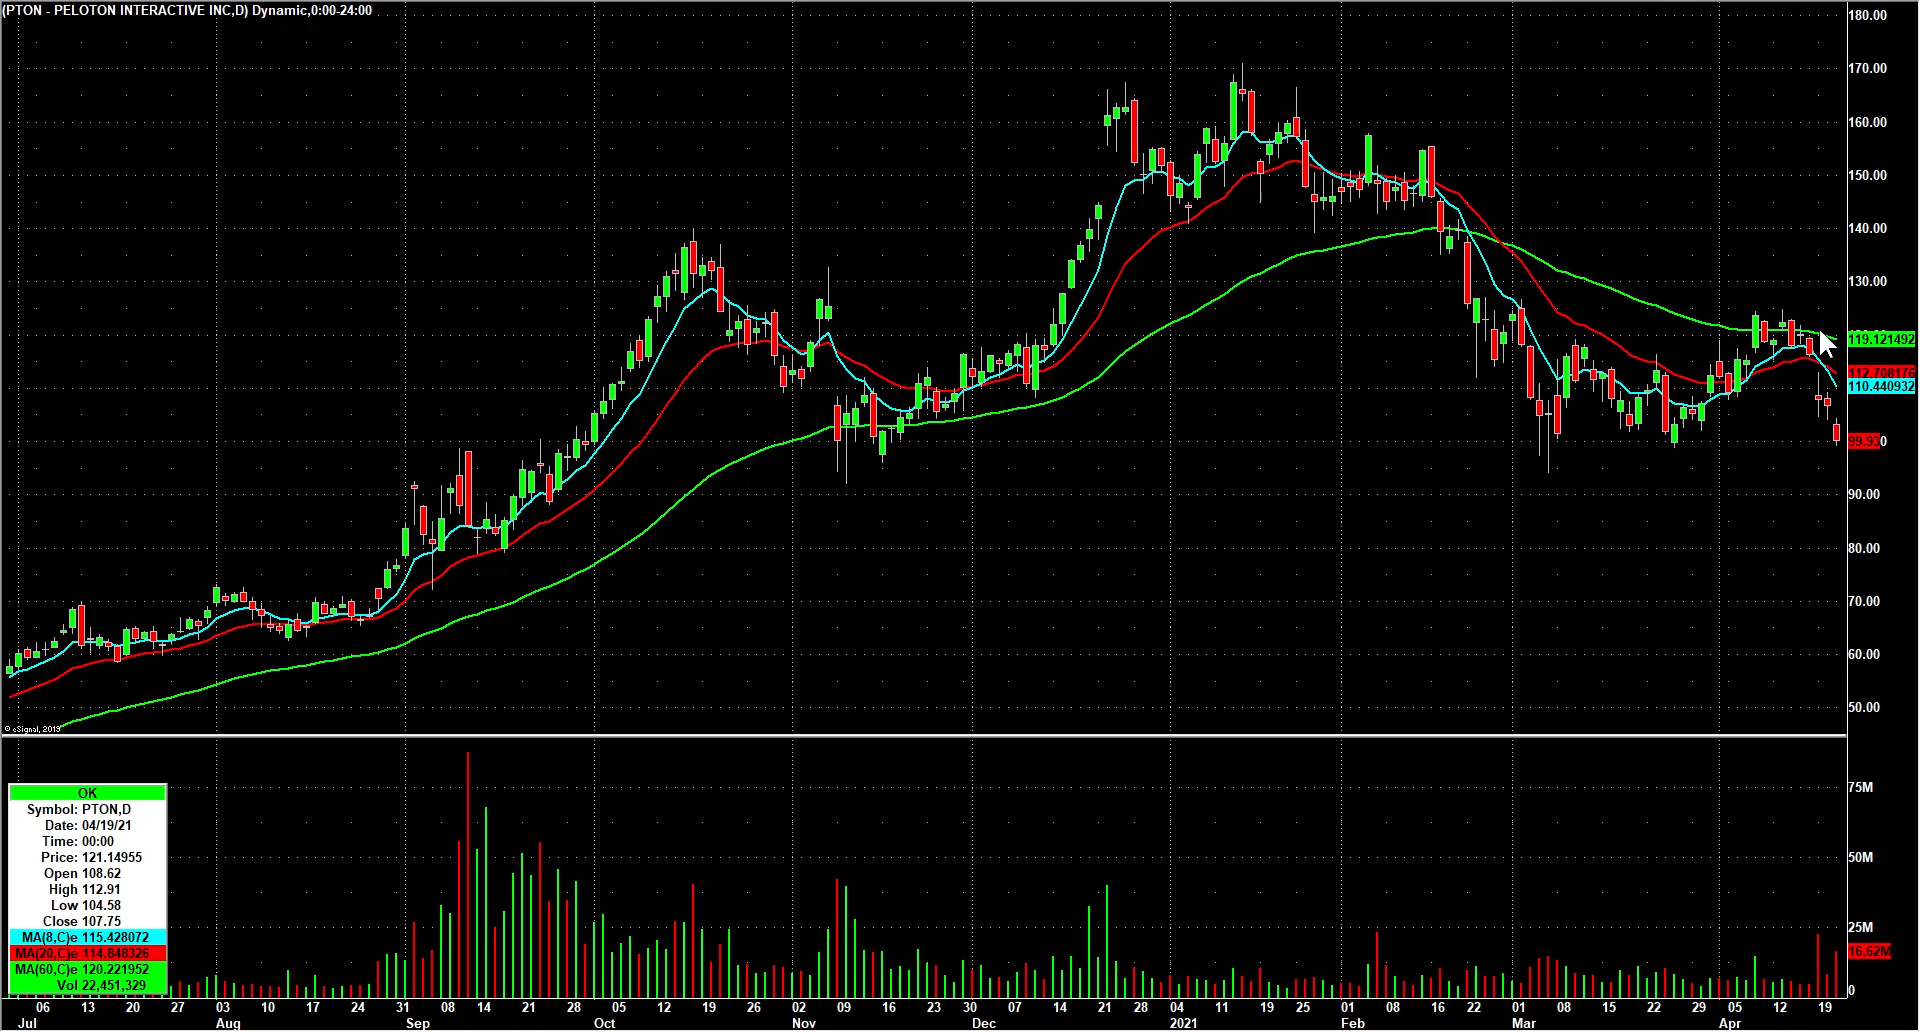 (PTON - PELOTON INTERACTIVE INC,D) Dynamic,0:00-24:00
180.00
170.00
160.00
150.00
140.00
130.00
119.121492
112.708176
110.440932
99.930
90.00
80.00
70.00
60.00
50.00
© eSignal, 2013
75M
50M
25M
16.62M
0
OK
Symbol: PTON,D
Date: 04/19/21
Time: 00:00
Price: 121.14955
Open 108.62
High 112.91
Low 104.58
Close 107.75
MA(8,C)e 115.428072
MA(20,C)e 114.848326
MA(60,C)e 120.221952
Vol 22,451,329
06 13 20 27 03 10 17 24 31 08 14 21 28 05 12 19 26 02 09 16 23 30 07 14 21 28 04 11 19 25 01 08 16 22 01 08 15 22 29 05 12 19
Jul Aug Sep Oct Nov Dec 2021 Feb Mar Apr